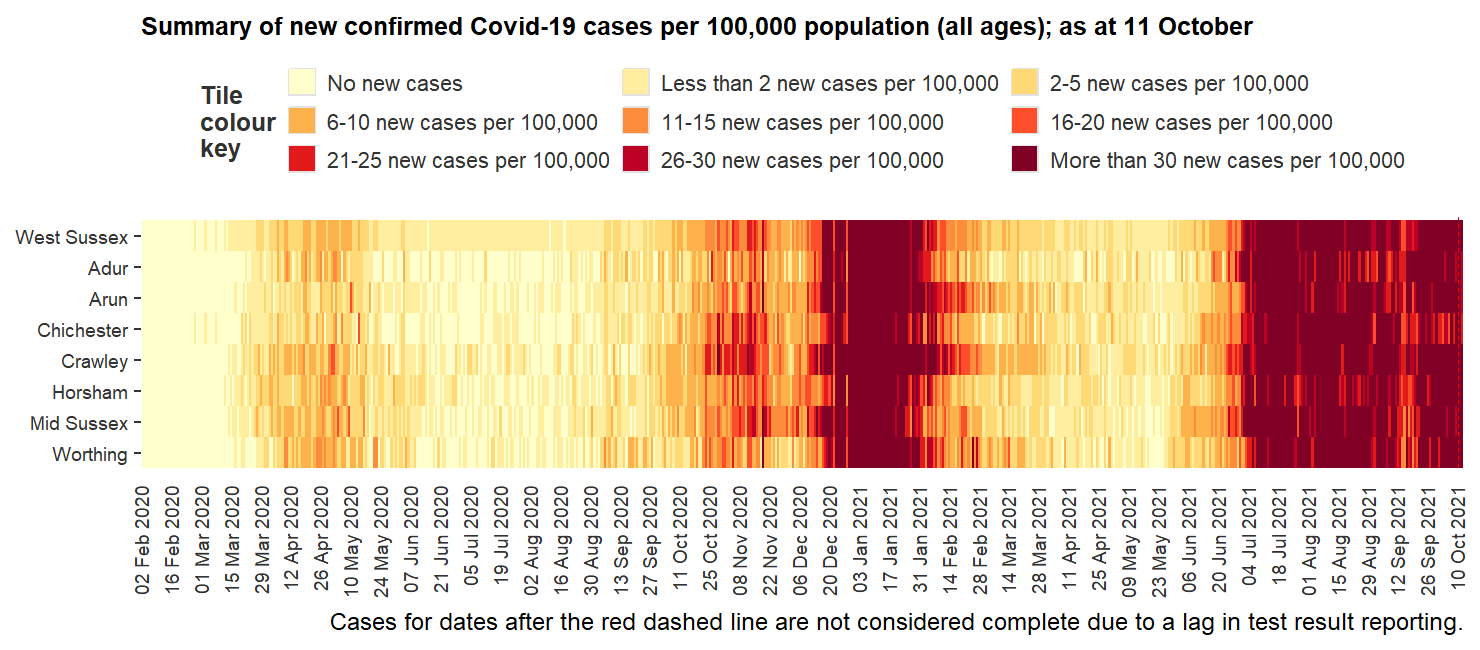 Summary of new confirmed Covid-19 cases per 100,000 population (all ages); as at 11 October
Tile
colour
key
No new cases
Less than 2 new cases per 100,000
2-5 new cases per 100,000
6-10 new cases per 100,000
11-15 new cases per 100,000
16-20 new cases per 100,000
21-25 new cases per 100,000
26-30 new cases per 100,000
More than 30 new cases per 100,000
West Sussex
Adur
Arun
Chichester
Crawley
Horsham
Mid Sussex
Worthing
02 Feb 2020
16 Feb 2020
01 Mar 2020
15 Mar 2020
29 Mar 2020
12 Apr 2020
26 Apr 2020
10 May 2020
24 May 2020
07 Jun 2020
21 Jun 2020
05 Jul 2020
19 Jul 2020
02 Aug 2020
16 Aug 2020
30 Aug 2020
13 Sep 2020
27 Sep 2020
11 Oct 2020
25 Oct 2020
08 Nov 2020
22 Nov 2020
06 Dec 2020
20 Dec 2020
03 Jan 2021
17 Jan 2021
31 Jan 2021
14 Feb 2021
28 Feb 2021
14 Mar 2021
28 Mar 2021
11 Apr 2021
25 Apr 2021
09 May 2021
23 May 2021
06 Jun 2021
20 Jun 2021
04 Jul 2021
18 Jul 2021
01 Aug 2021
15 Aug 2021
29 Aug 2021
12 Sep 2021
26 Sep 2021
10 Oct 2021
Cases for dates after the red dashed line are not considered complete due to a lag in test result reporting.